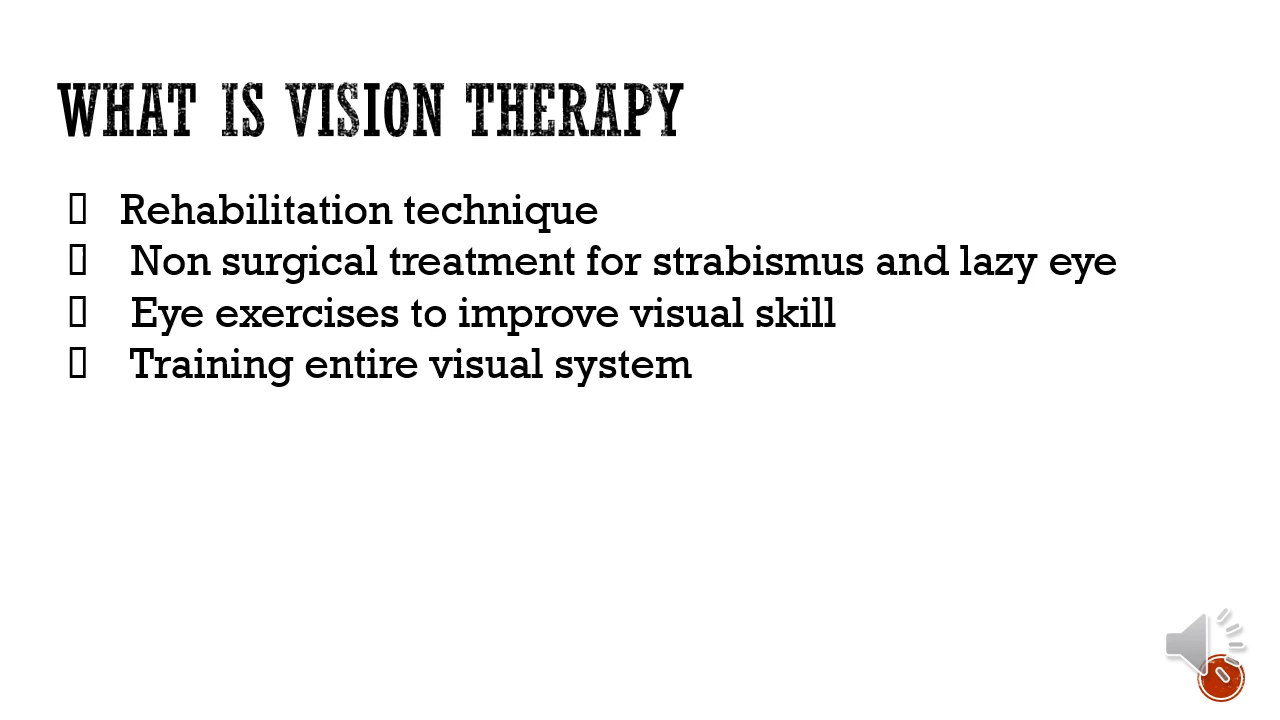 WHAT IS VISION THERAPY
Rehabilitation technique
Non surgical treatment for strabismus and lazy eye
Eye exercises to improve visual skill
Training entire visual system